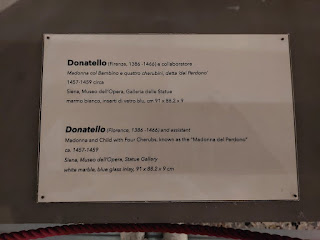 Donatello (Firenze, 1386 -1466) e collaboratore
Madonna col Bambino e quattro cherubini, detta 'del Perdono'
1457-1459 circa
Siena, Museo dell'Opera, Galleria delle Statue
marmo bianco, inserti di vetro blu, cm 91 x 88,2 x 9
Donatello (Florence, 1386 -1466) and assistant
Madonna and Child with Four Cherubs, known as the "Madonna del Perdono"
ca. 1457-1459
Siena, Museo dell'Opera, Statue Gallery
white marble, blue glass inlay, 91 x 88.2 x 9 cm